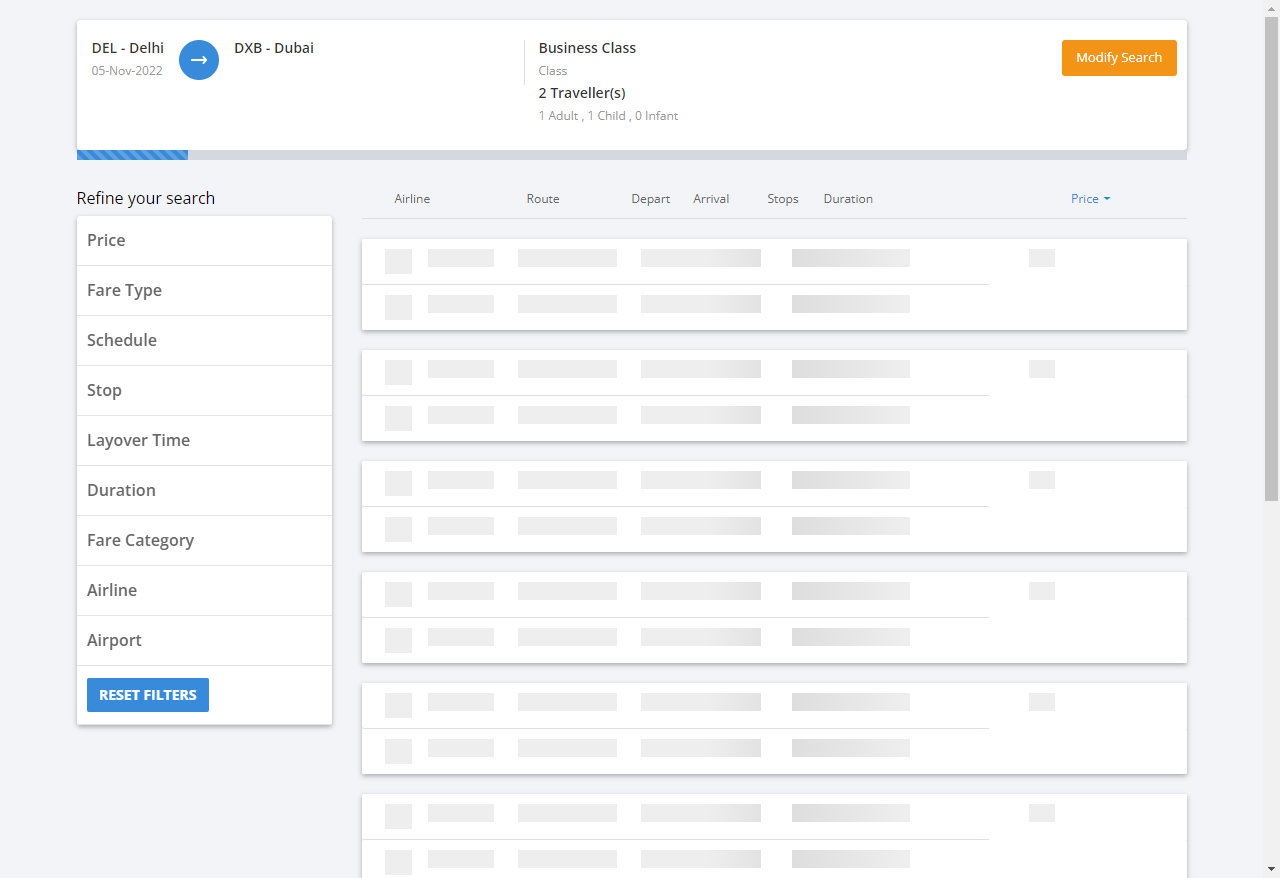 DEL - Delhi
05-Nov-2022
DXB - Dubai
Business Class
Class
2 Traveller(s)
1 Adult , 1 Child , 0 Infant
Modify Search
Refine your search
Price
Fare Type
Schedule
Stop
Layover Time
Duration
Fare Category
Airline
Airport
RESET FILTERS
Airline Route Depart Arrival Stops Duration Price